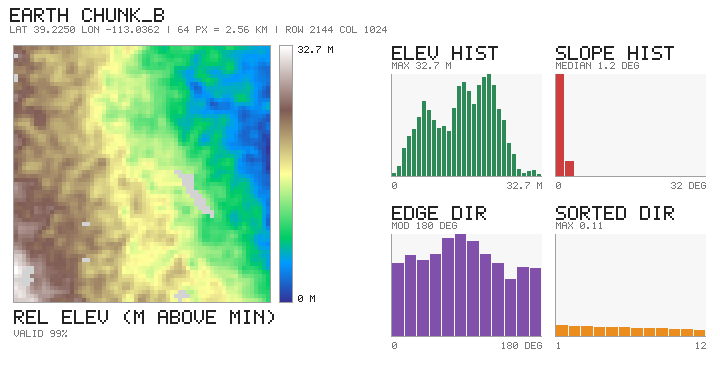 EARTH CHUNK_B
LAT 39.2250 LON -113.0362 | 64 PX = 2.56 KM | ROW 2144 COL 1024
32.7 M
0 M
REL ELEV (M ABOVE MIN)
VALID 99%
ELEV HIST
MAX 32.7 M
0 32.7 M
SLOPE HIST
MEDIAN 1.2 DEG
0 32 DEG
EDGE DIR
MOD 180 DEG
0 180 DEG
SORTED DIR
MAX 0.11
1 12